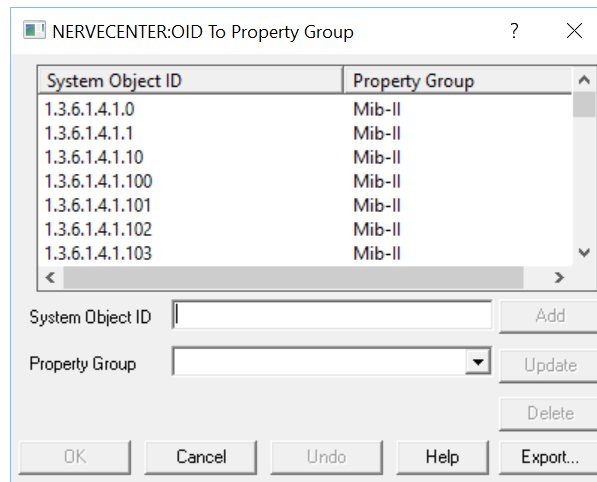 NERVECENTER:OID To Property Group ?
System Object ID Property Group
1.3.6.1.4.1.0 Mib-II
1.3.6.1.4.1.1 Mib-II
1.3.6.1.4.1.10 Mib-II
1.3.6.1.4.1.100 Mib-II
1.3.6.1.4.1.101 Mib-II
1.3.6.1.4.1.102 Mib-II
1.3.6.1.4.1.103 Mib-II
System Object ID Add
Property Group Update
Delete
OK Cancel Undo Help Export...